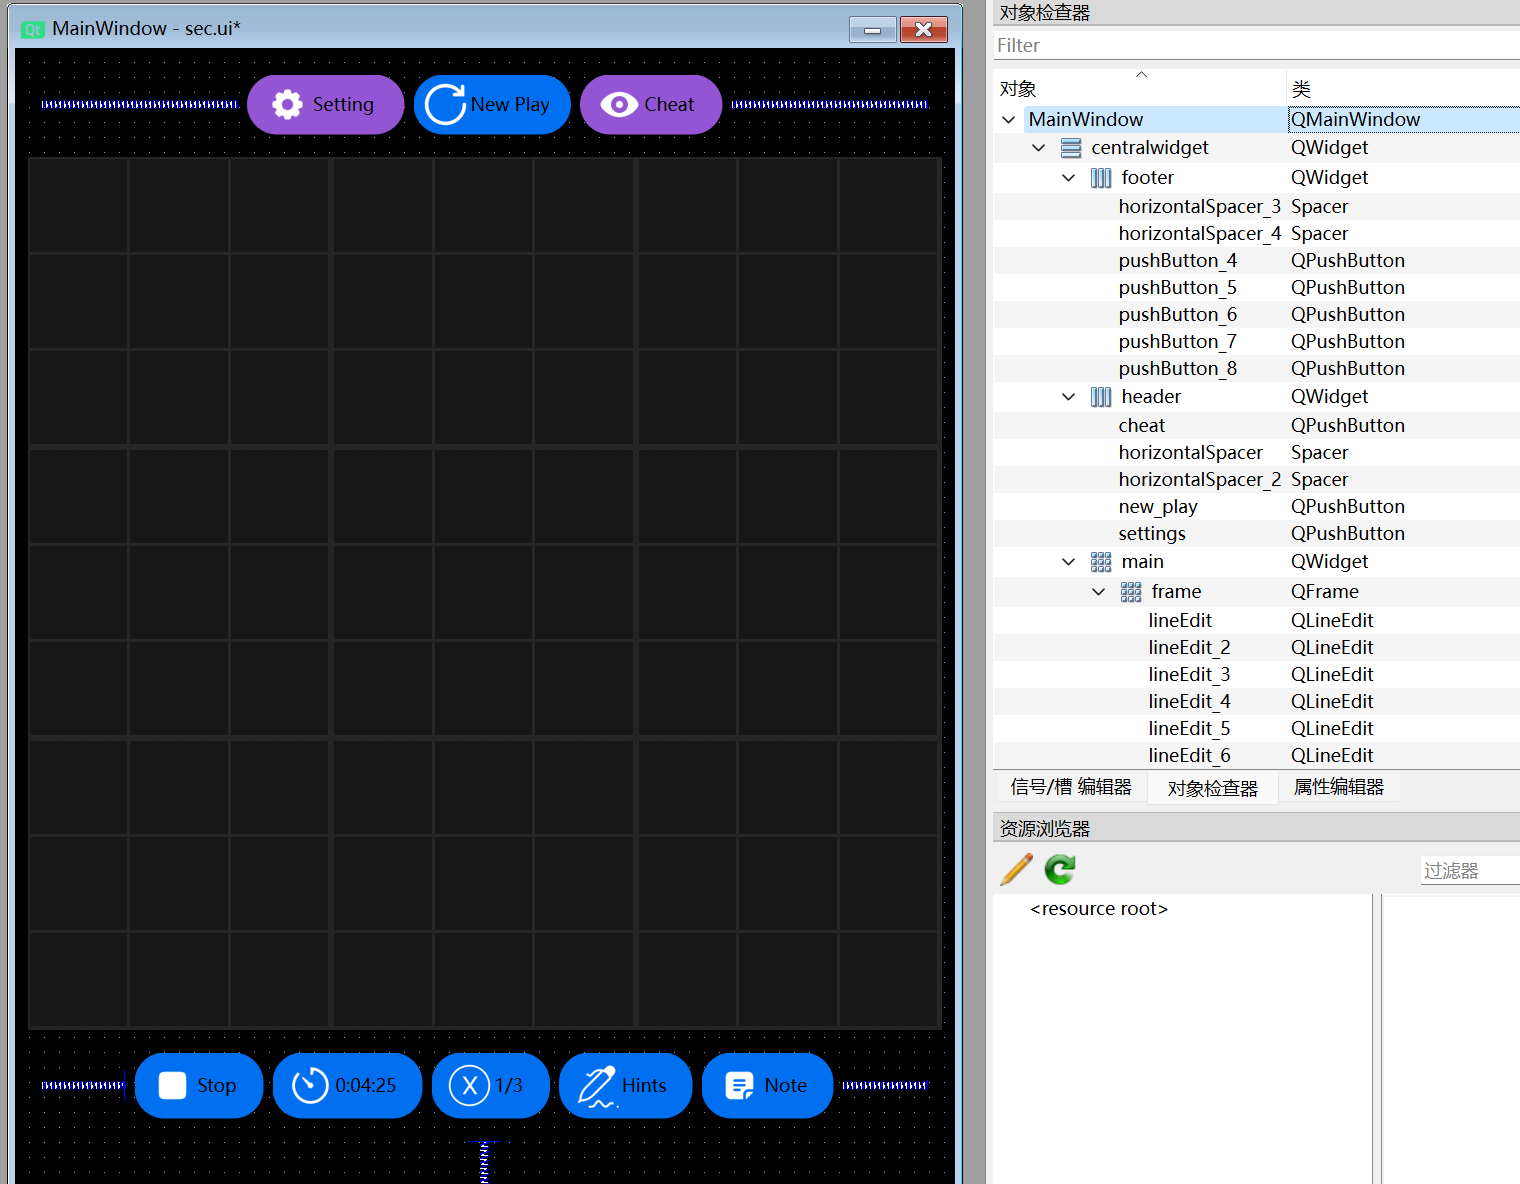 MainWindow - sec.ui*
Setting
New Play
Cheat
Stop
0:04:25
X 1/3
Hints
Note
对象检查器
Filter
对象 类
MainWindow QMainWindow
centralwidget QWidget
footer QWidget
horizontalSpacer_3 Spacer
horizontalSpacer_4 Spacer
pushButton_4 QPushButton
pushButton_5 QPushButton
pushButton_6 QPushButton
pushButton_7 QPushButton
pushButton_8 QPushButton
header QWidget
cheat QPushButton
horizontalSpacer Spacer
horizontalSpacer_2 Spacer
new_play QPushButton
settings QPushButton
main QWidget
frame QFrame
lineEdit QLineEdit
lineEdit_2 QLineEdit
lineEdit_3 QLineEdit
lineEdit_4 QLineEdit
lineEdit_5 QLineEdit
lineEdit_6 QLineEdit
信号/槽 编辑器 对象检查器 属性编辑器
资源浏览器
过滤器
<resource root>